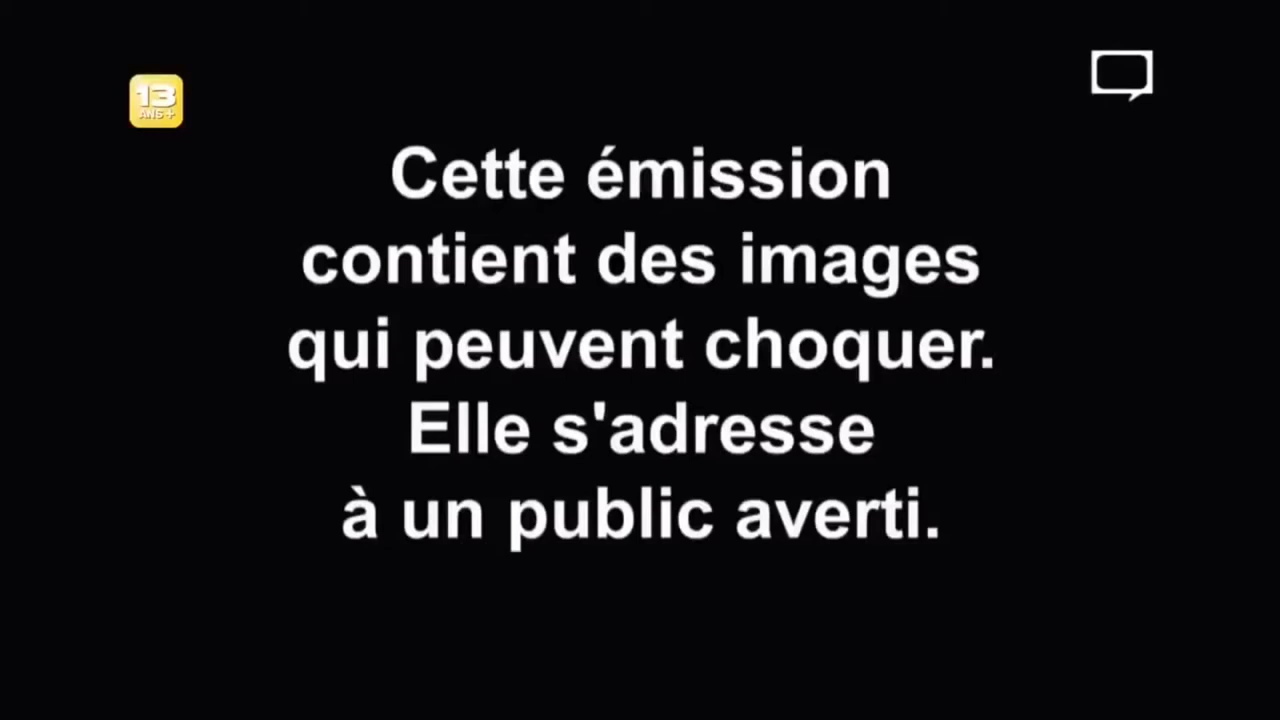 13
ANS+
Cette émission
contient des images
qui peuvent choquer.
Elle s'adresse
à un public averti.